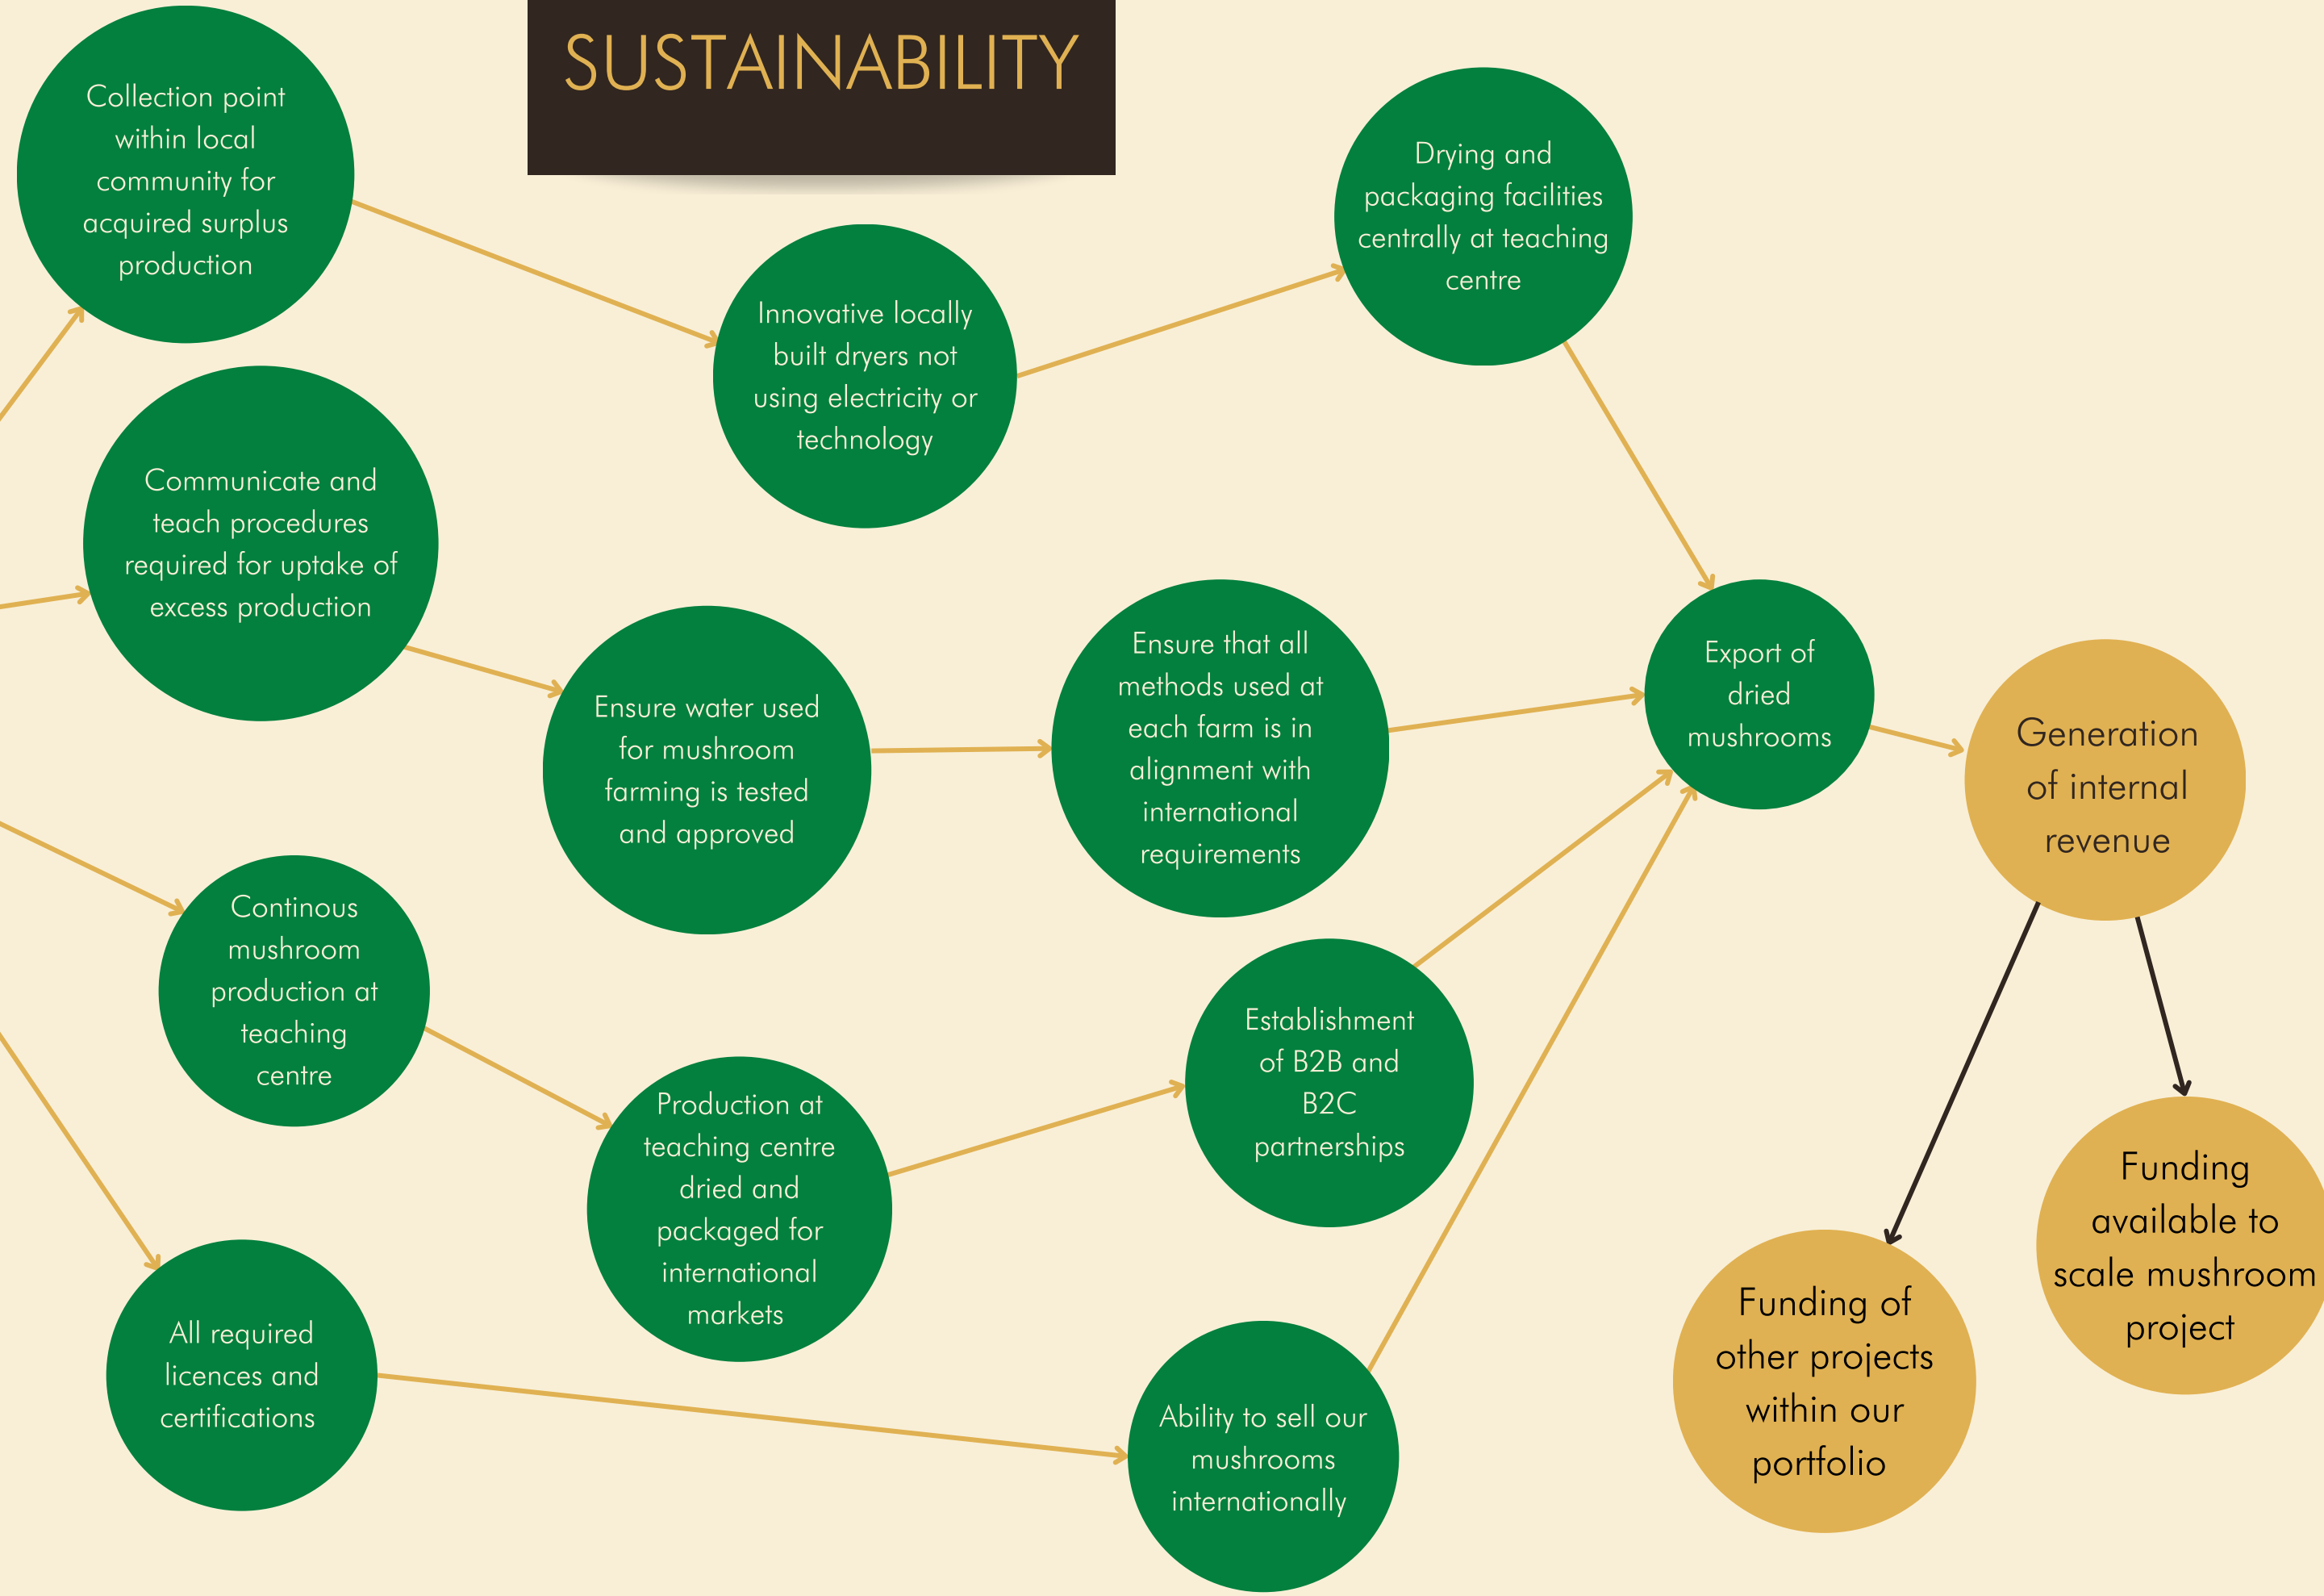 SUSTAINABILITY
Collection point
within local
community for
acquired surplus
production
Innovative locally
built dryers not
using electricity or
technology
Drying and
packaging facilities
centrally at teaching
centre
Communicate and
teach procedures
required for uptake of
excess production
Ensure water used
for mushroom
farming is tested
and approved
Ensure that all
methods used at
each farm is in
alignment with
international
requirements
Export of
dried
mushrooms
Generation
of internal
revenue
Continous
mushroom
production at
teaching
centre
Production at
teaching centre
dried and
packaged for
international
markets
Establishment
of B2B and
B2C
partnerships
All required
licences and
certifications
Ability to sell our
mushrooms
internationally
Funding of
other projects
within our
portfolio
Funding
available to
scale mushroom
project